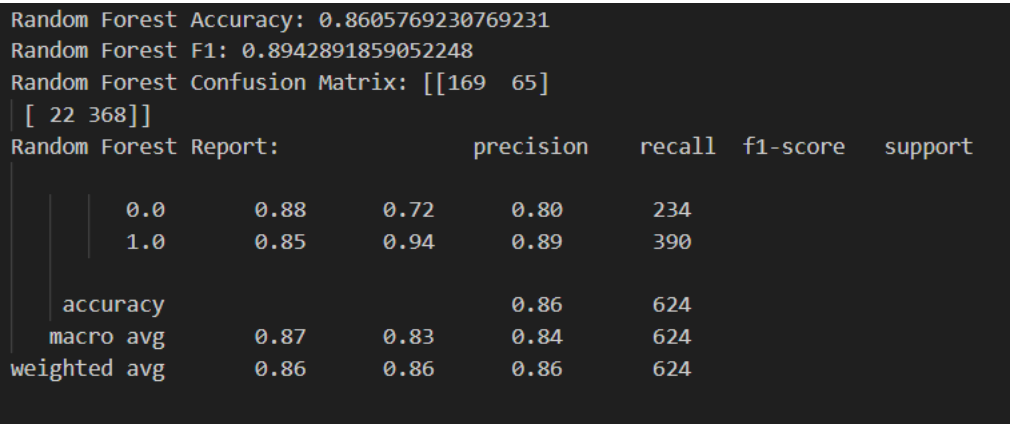 Random Forest Accuracy: 0.8605769230769231
Random Forest F1: 0.8942891859052248
Random Forest Confusion Matrix: [[169  65]
 [ 22 368]]
Random Forest Report:               precision    recall  f1-score   support
         0.0       0.88      0.72      0.80       234
         1.0       0.85      0.94      0.89       390
    accuracy                           0.86       624
   macro avg       0.87      0.83      0.84       624
weighted avg       0.86      0.86      0.86       624